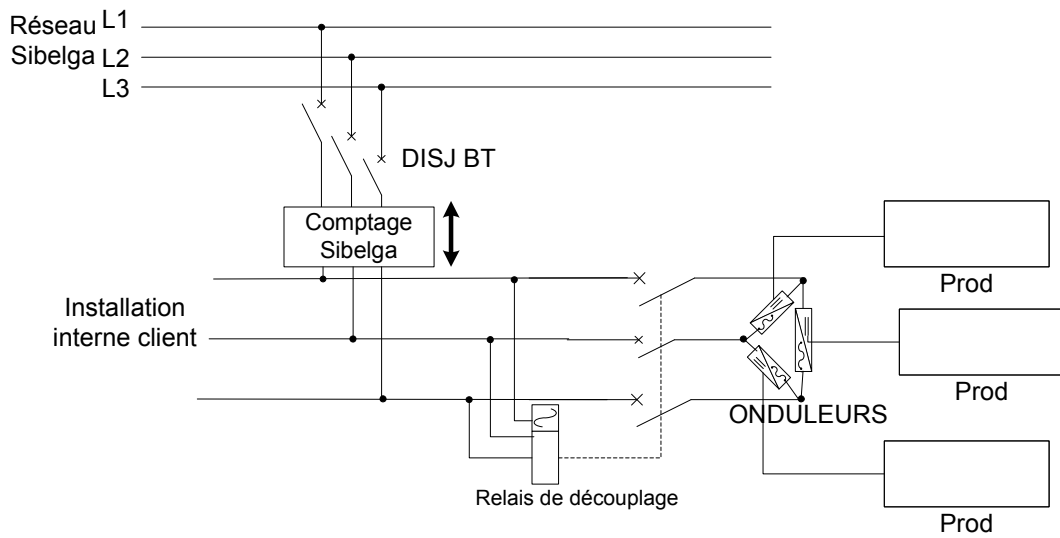 Réseau L1
Sibelga L2
L3
DISJ BT
Comptage
Sibelga
Prod
Installation
interne client
Prod
ONDULEURS
Relais de découplage
Prod